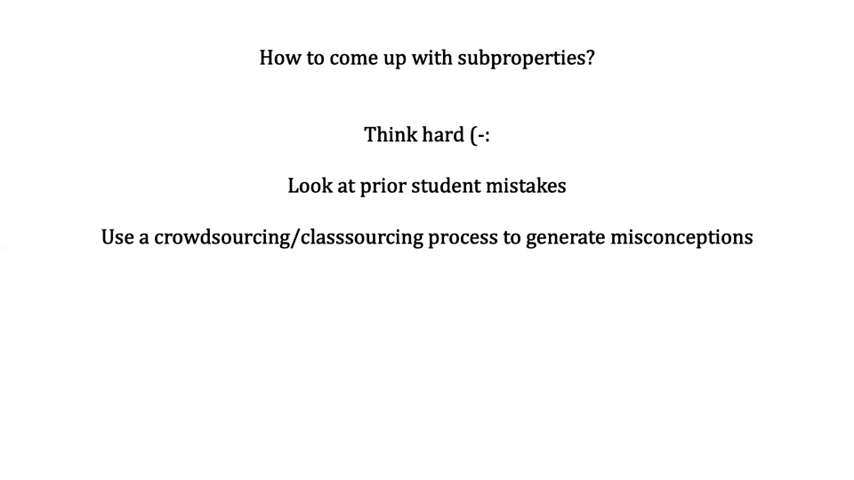 How to come up with subproperties?
Think hard (-:
Look at prior student mistakes
Use a crowdsourcing/classsourcing process to generate misconceptions